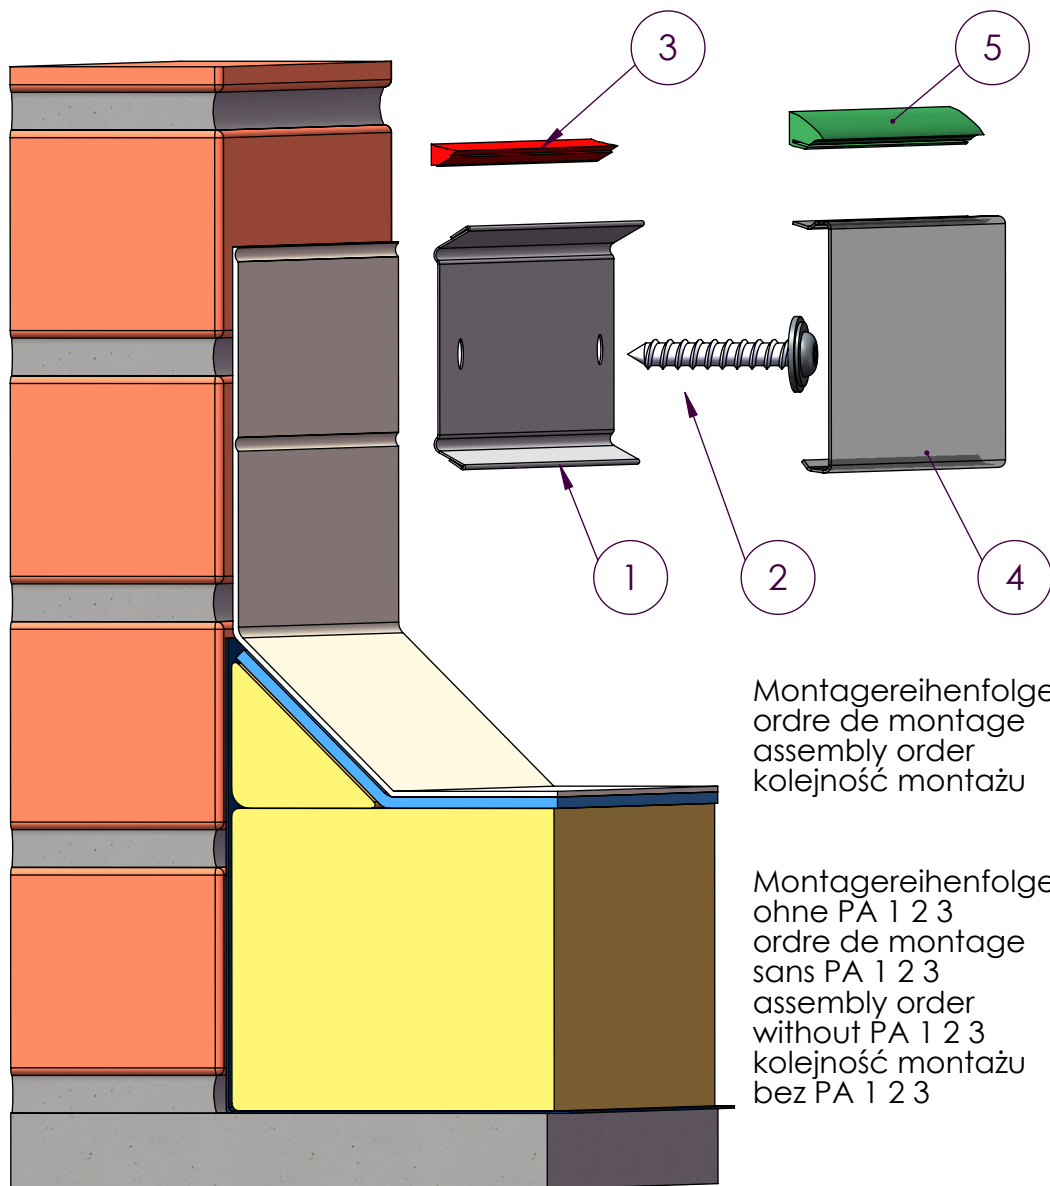 3
5
1
2
4
Montagereihenfolge
ordre de montage
assembly order
kolejność montażu
Montagereihenfolge
ohne PA 1 2 3
ordre de montage
sans PA 1 2 3
assembly order
without PA 1 2 3
kolejność montażu
bez PA 1 2 3